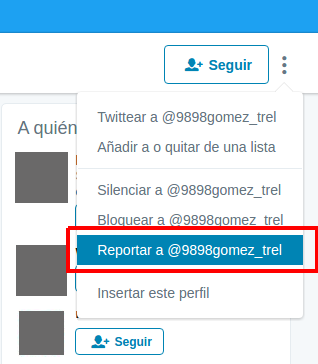 Seguir
A quién
Twittear a @9898gomez_trel
Añadir a o quitar de una lista
Silenciar a @9898gomez_trel
Bloquear a @9898gomez_trel
Reportar a @9898gomez_trel
Insertar este perfil
Seguir